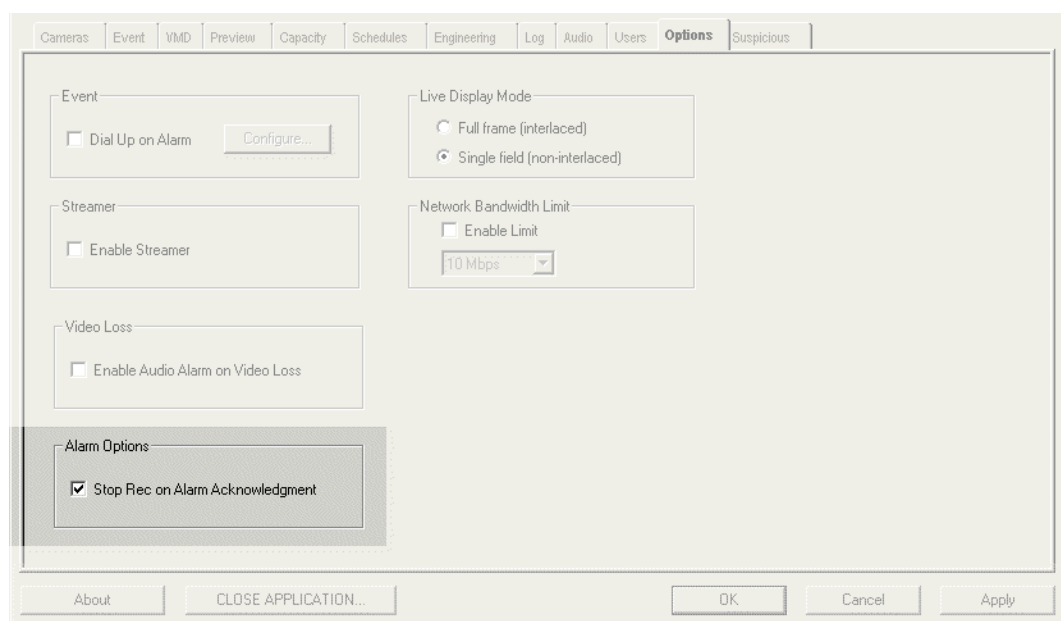 Cameras Event VMD Preview Capacity Schedules Engineering Log Audio Users Options Suspicious
Event
Dial Up on Alarm Configure...
Live Display Mode
Full frame (interlaced)
Single field (non-interlaced)
Streamer
Enable Streamer
Network Bandwidth Limit
Enable Limit
10 Mbps
Video Loss
Enable Audio Alarm on Video Loss
Alarm Options
Stop Rec on Alarm Acknowledgment
About CLOSE APPLICATION... OK Cancel Apply